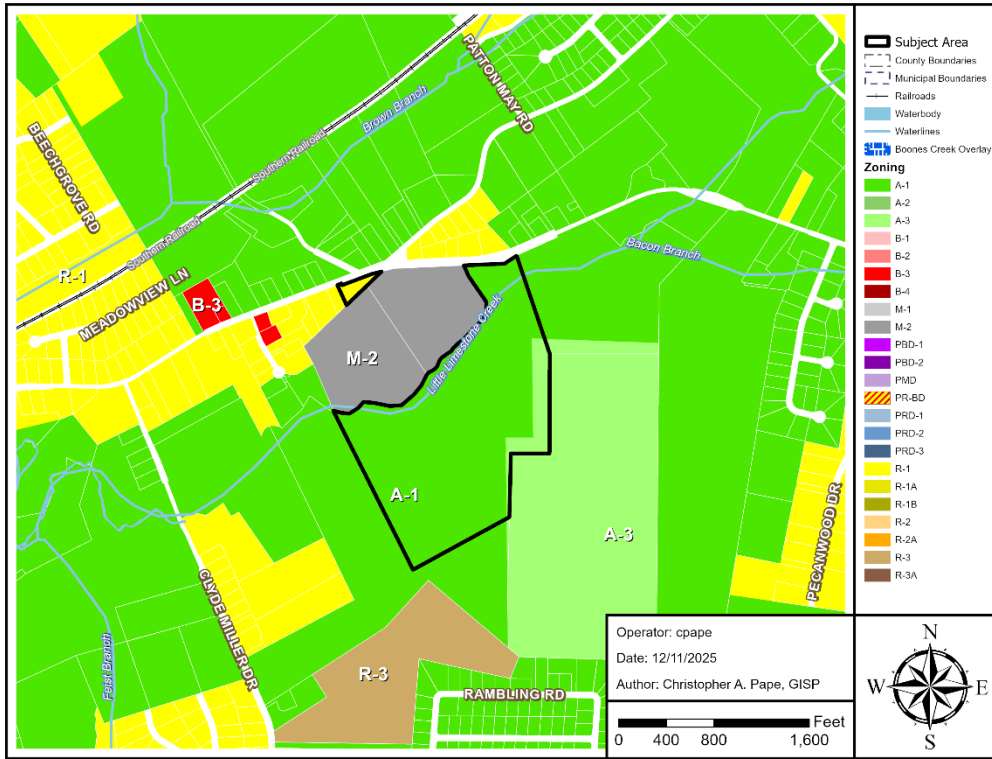 PATTON MAY RD
Brown Branch
Southern Railroad
BEECHGROVE RD
Southern Railroad
R-1
MEADOWVIEW LN
B-3
Bacon Branch
M-2
Little Limestone Creek
A-1
A-3
PECANWOOD DR
CLYDE MILLER DR
Feist Branch
R-3
RAMBLING RD
Subject Area
County Boundaries
Municipal Boundaries
Railroads
Waterbody
Waterlines
Boones Creek Overlay
Zoning
A-1
A-2
A-3
B-1
B-2
B-3
B-4
M-1
M-2
PBD-1
PBD-2
PMD
PR-BD
PRD-1
PRD-2
PRD-3
R-1
R-1A
R-1B
R-2
R-2A
R-3
R-3A
Operator: cpape
Date: 12/11/2025
Author: Christopher A. Pape, GISP
Feet
0 400 800 1,600
N
W E
S